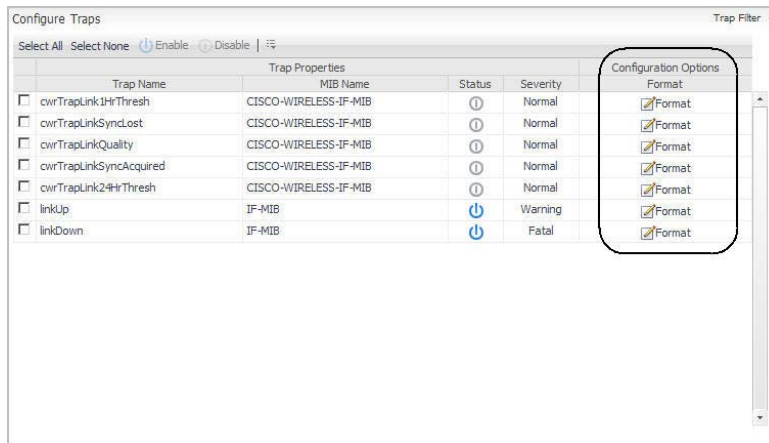 Configure Traps Trap Filter
Select All Select None Enable Disable
Trap Properties Configuration Options
Trap Name MIB Name Status Severity Format
cwrTrapLink1HrThresh CISCO-WIRELESS-IF-MIB Normal Format
cwrTrapLinkSyncLost CISCO-WIRELESS-IF-MIB Normal Format
cwrTrapLinkQuality CISCO-WIRELESS-IF-MIB Normal Format
cwrTrapLinkSyncAcquired CISCO-WIRELESS-IF-MIB Normal Format
cwrTrapLink24HrThresh CISCO-WIRELESS-IF-MIB Normal Format
linkUp IF-MIB Warning Format
linkDown IF-MIB Fatal Format